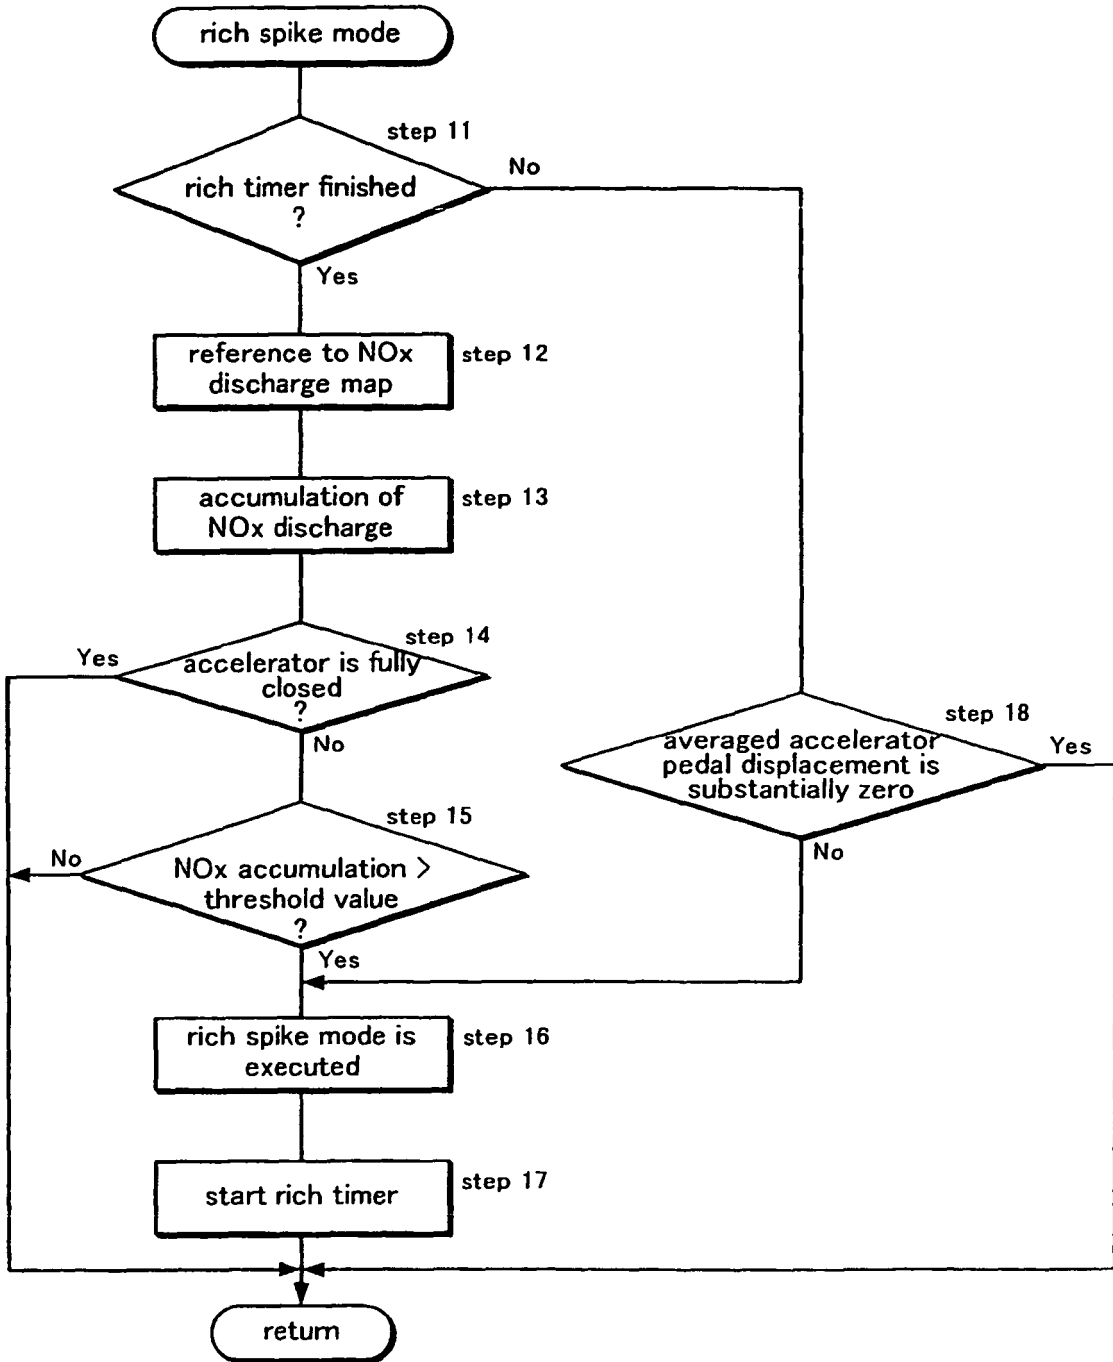 rich spike mode
step 11
No
rich timer finished
?
Yes
reference to NOx
discharge map
step 12
accumulation of
NOx discharge
step 13
step 14
Yes
accelerator is fully
closed
?
No
step 18
averaged accelerator
pedal displacement is
substantially zero
Yes
No
step 15
No
NOx accumulation >
threshold value
?
Yes
rich spike mode is
executed
step 16
start rich timer
step 17
return